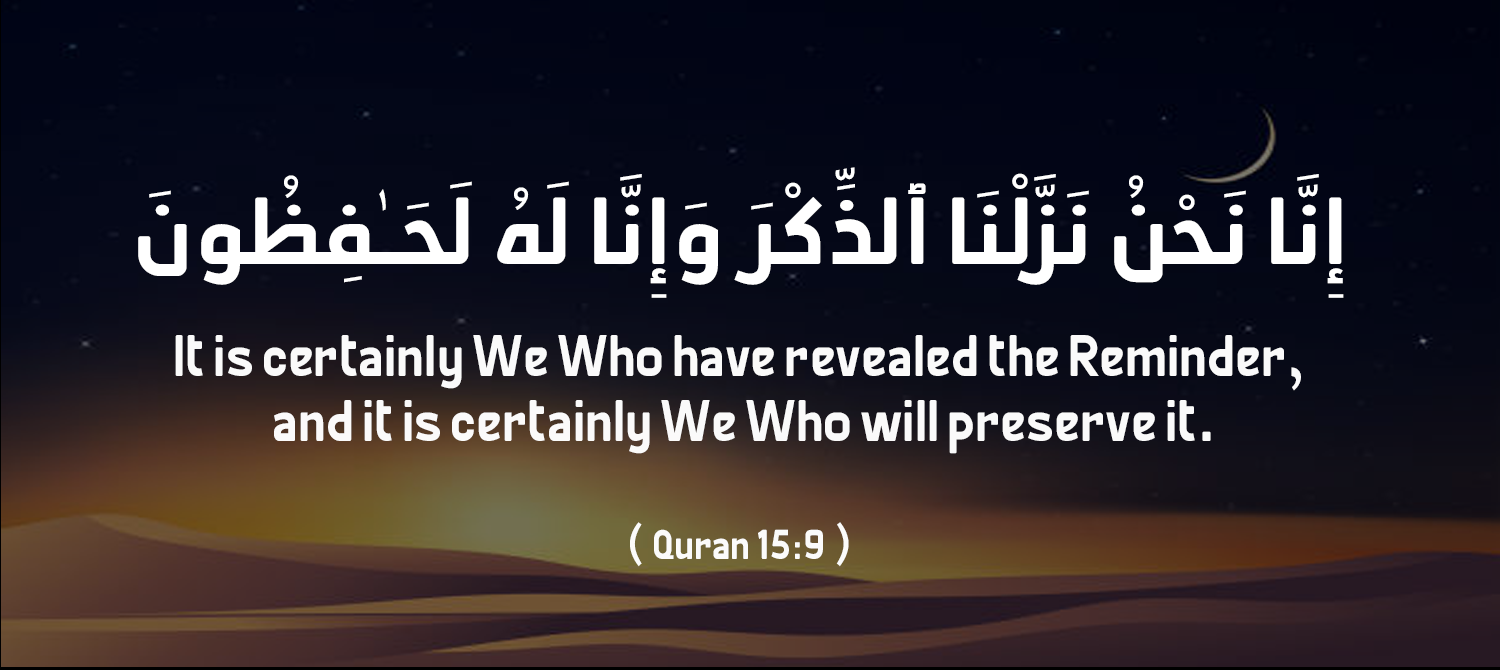 إِنَّا نَحْنُ نَزَّلْنَا ٱلذِّكْرَ وَإِنَّا لَهُۥ لَحَـٰفِظُونَ
It is certainly We Who have revealed the Reminder,
and it is certainly We Who will preserve it.
( Quran 15:9 )